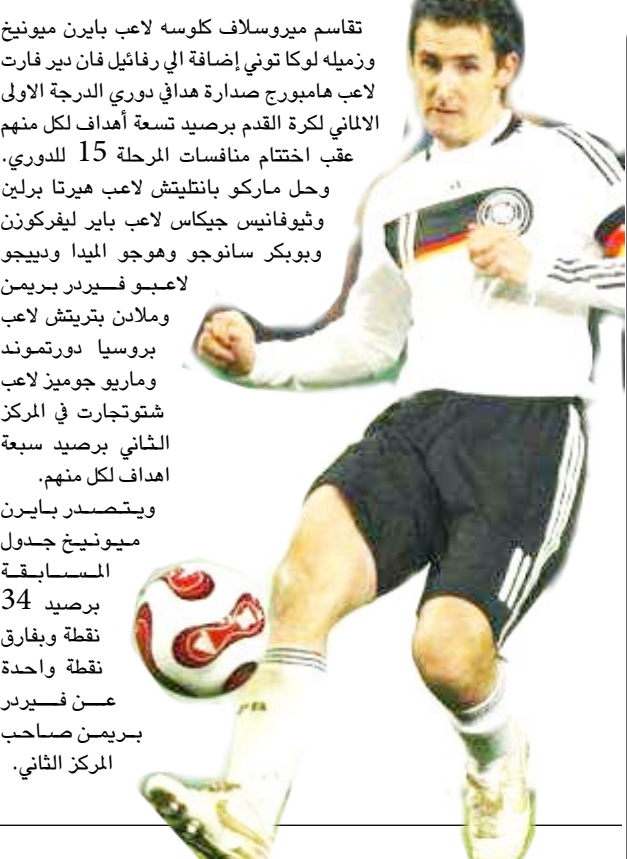 تقاسم ميروسلاف كلوسه لاعب بايرن ميونيخ
وزميله لوكا توني إضافة الي رفائيل فان دير فارت
لاعب هامبورج صدارة هدافي دوري الدرجة الاولى
الالماني لكرة القدم برصيد تسعة أهداف لكل منهم
عقب اختتام منافسات المرحلة 15 للدوري.
وحل ماركو بانتليتش لاعب هيرتا برلين
وثيوفانيس جيكاس لاعب باير ليفركوزن
وبوبكر سانوجو وهوجو الميدا ودييجو
لاعبو فيردر بريمن
وملادن بتريتش لاعب
بروسيا دورتموند
وماريو جوميز لاعب
شتوتجارت في المركز
الثاني برصيد سبعة
اهداف لكل منهم.
ويتصدر بايرن
ميونيخ جدول
المسابقة
برصيد 34
نقطة وبفارق
نقطة واحدة
عن فيردر
بريمن صاحب
المركز الثاني.